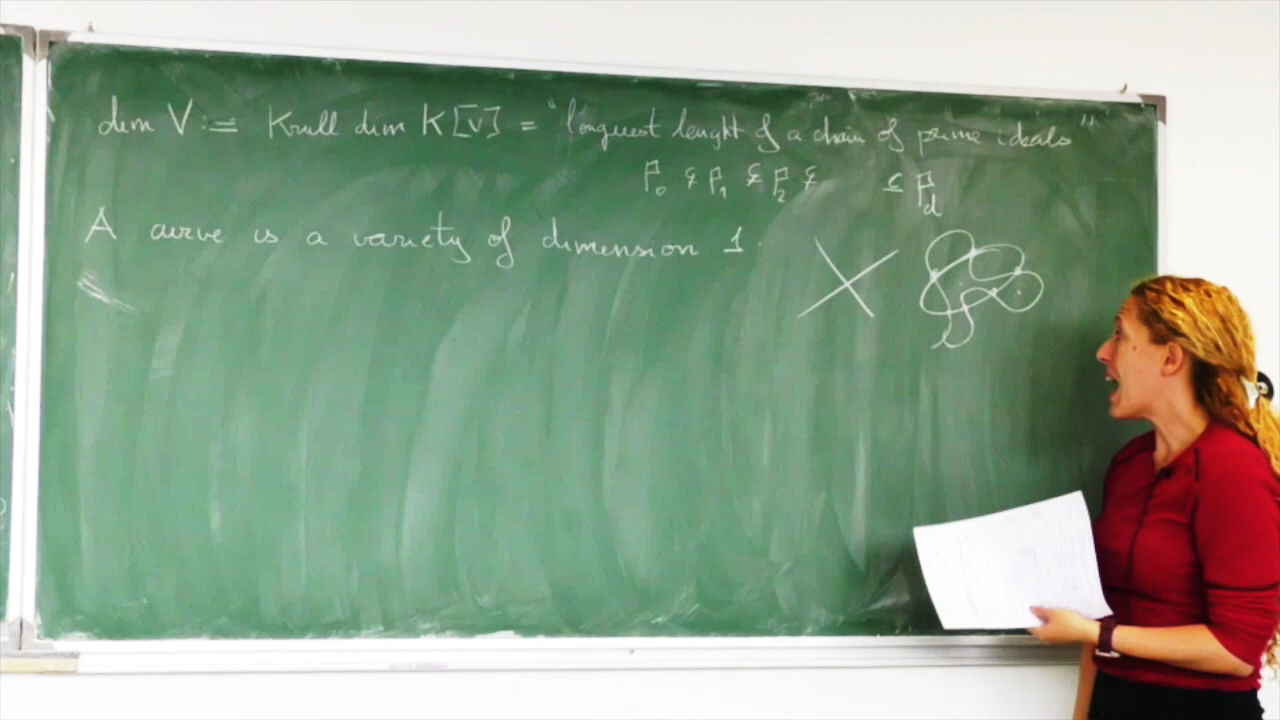 dim V := Krull dim K[V] = "longuest lenght of a chain of prime ideals"
p₀ ⊊ p₁ ⊊ p₂ ⊊ ⊆ p_d
A curve is a variety of dimension 1.